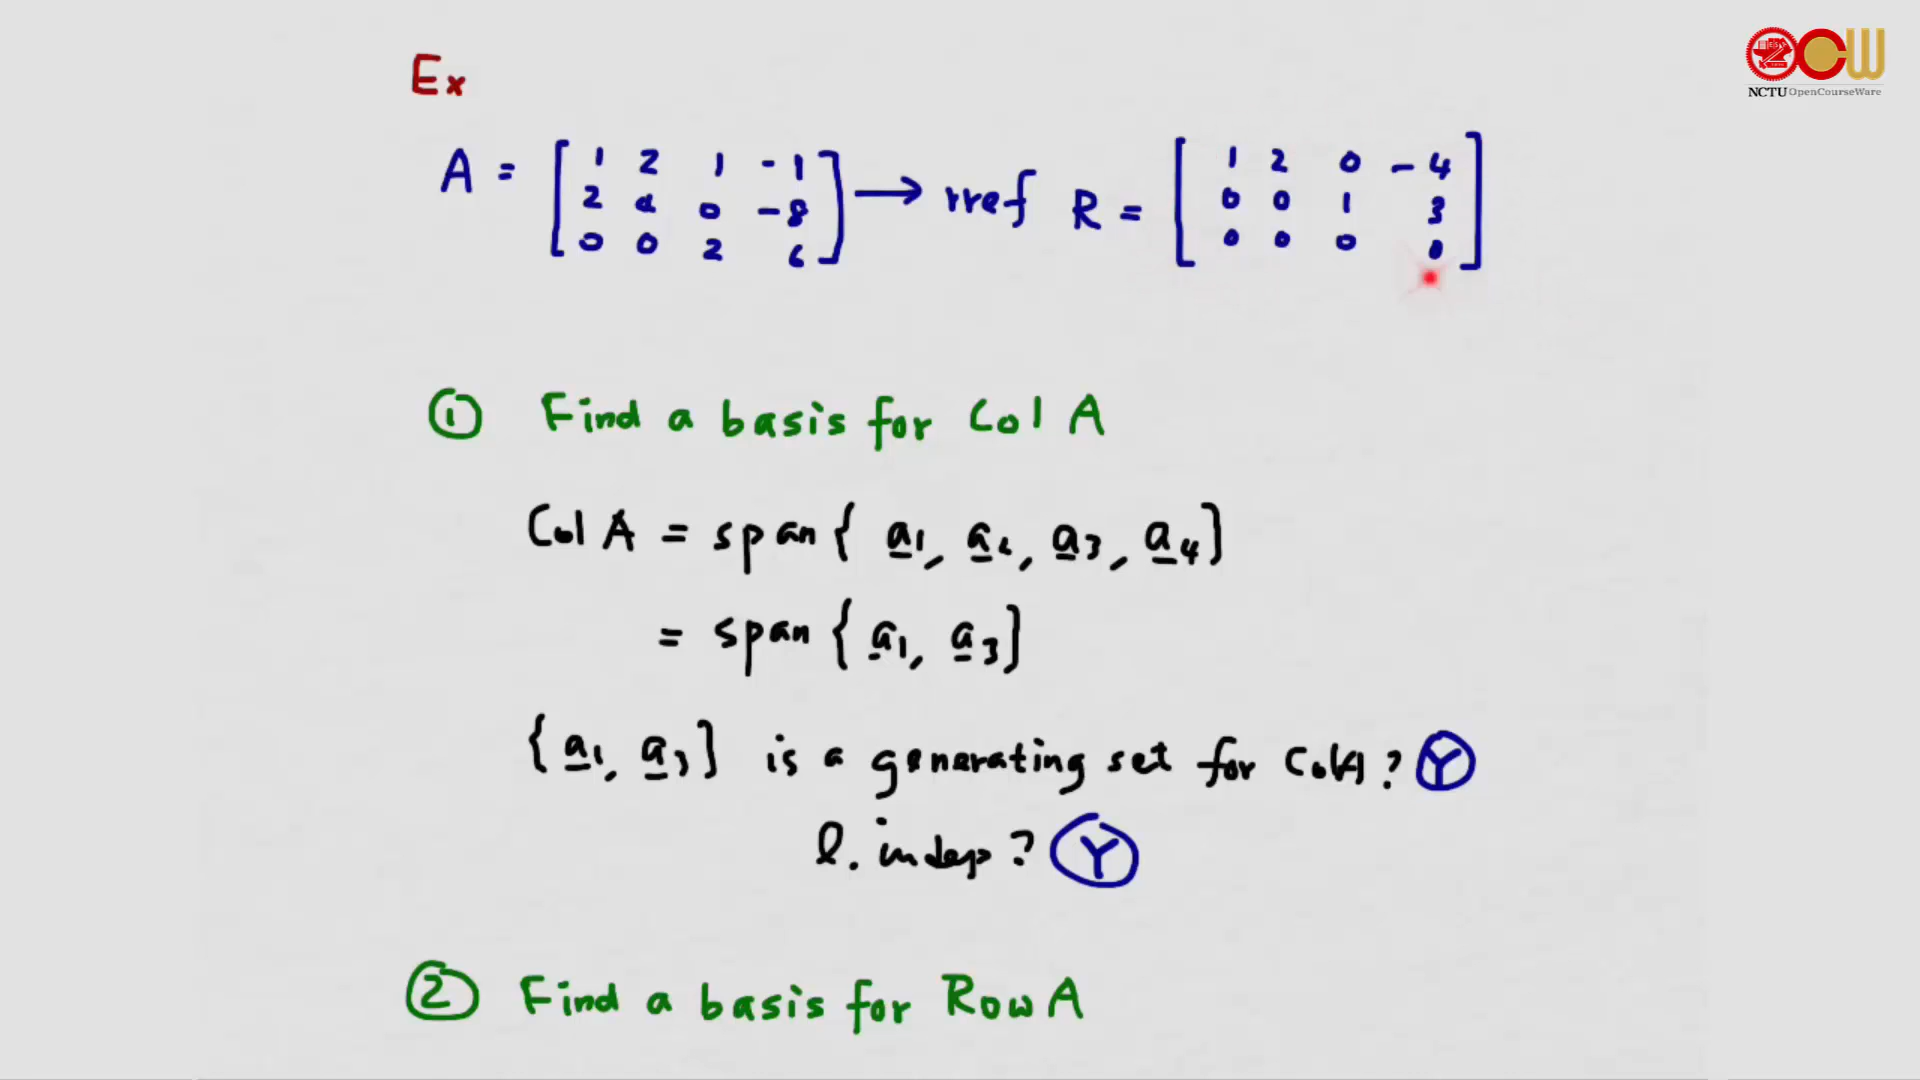 NCTU OpenCourseWare
Ex
A = [ 1 2 1 -1 → rref R = [ 1 2 0 -4
2 0 -8 0 0 1 3
0 0 2 6 ] 0 0 0 0 ]
① Find a basis for Col A
Col A = span { a1, a2, a3, a4 }
= span { a1, a3 }
{ a1, a3 } is a generating set for Col A ? Y
l. indep ? Y
② Find a basis for Row A